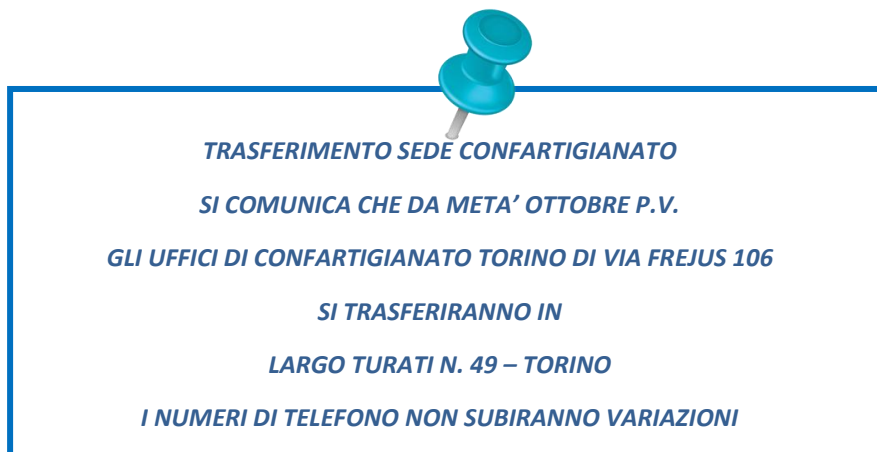 TRASFERIMENTO SEDE CONFARTIGIANATO
SI COMUNICA CHE DA META’ OTTOBRE P.V.
GLI UFFICI DI CONFARTIGIANATO TORINO DI VIA FREJUS 106
SI TRASFERIRANNO IN
LARGO TURATI N. 49 – TORINO
I NUMERI DI TELEFONO NON SUBIRANNO VARIAZIONI